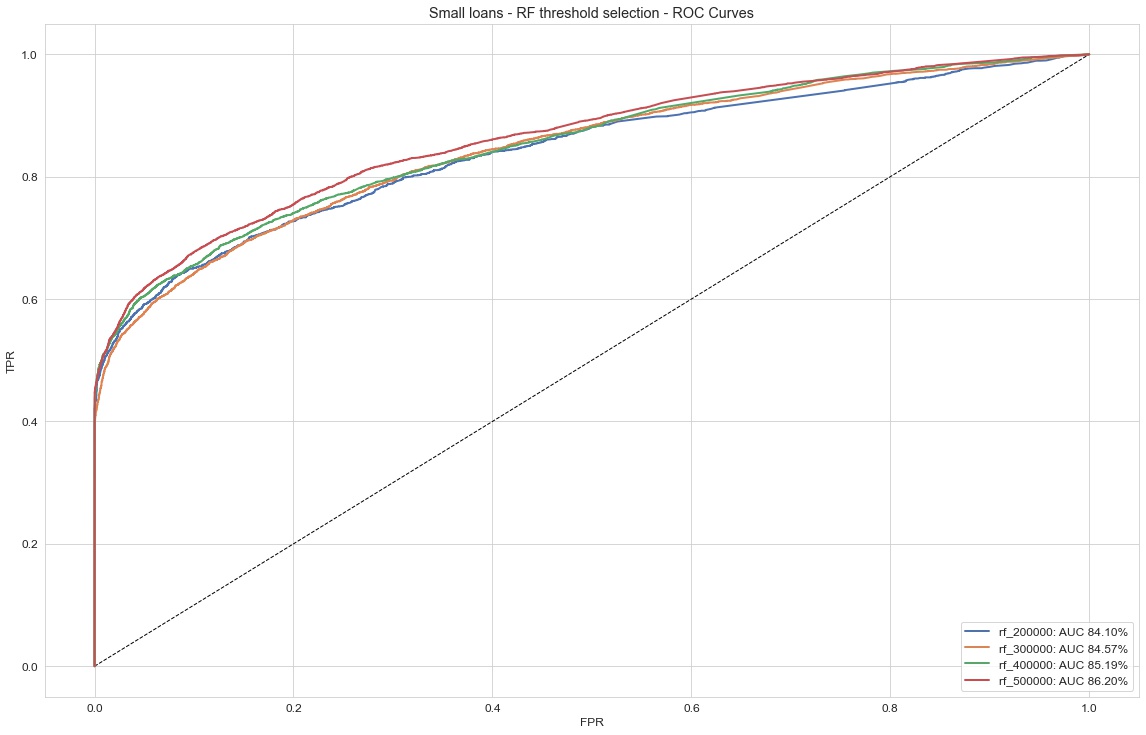 Small loans - RF threshold selection - ROC Curves
1.0
0.8
0.6
0.4
0.2
0.0
TPR
0.0 0.2 0.4 0.6 0.8 1.0
FPR
rf_200000: AUC 84.10%
rf_300000: AUC 84.57%
rf_400000: AUC 85.19%
rf_500000: AUC 86.20%